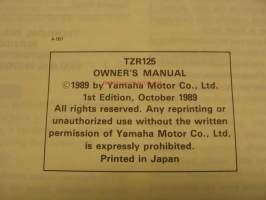 TZR125
OWNER'S MANUAL
©1989 by Yamaha Motor Co., Ltd.
1st Edition, October 1989
All rights reserved. Any reprinting or
unauthorized use without the written
permission of Yamaha Motor Co., Ltd.
is expressly prohibited.
Printed in Japan